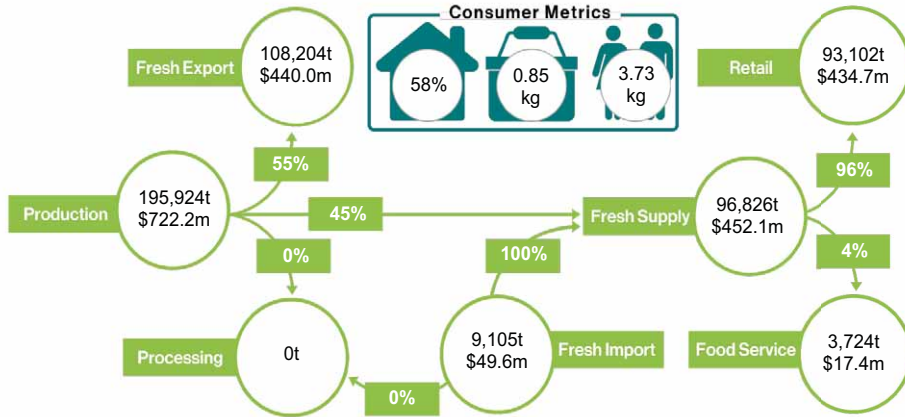 Consumer Metrics
Fresh Export
108,204t
$440.0m
58%
0.85
kg
3.73
kg
Retail
93,102t
$434.7m
55%
96%
Production
195,924t
$722.2m
45%
Fresh Supply
96,826t
$452.1m
0%
100%
4%
Processing
0t
9,105t
$49.6m
Fresh Import
Food Service
3,724t
$17.4m
0%